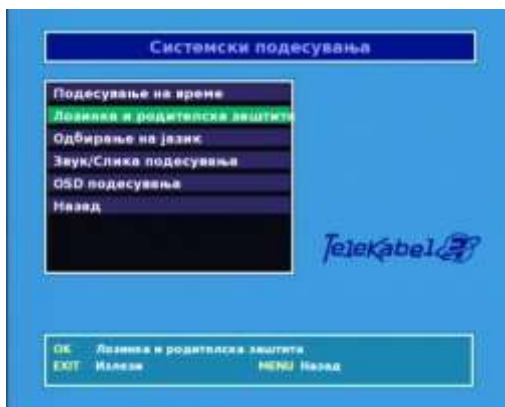 Системски подесувања
Подесување на време
Лозинка и родителска заштита
Одбирање на јазик
Звук/Слика подесувања
OSD подесувања
Назад
TeleKabel
OK Лозинка и родителска заштита
EXIT Излези MENU Назад